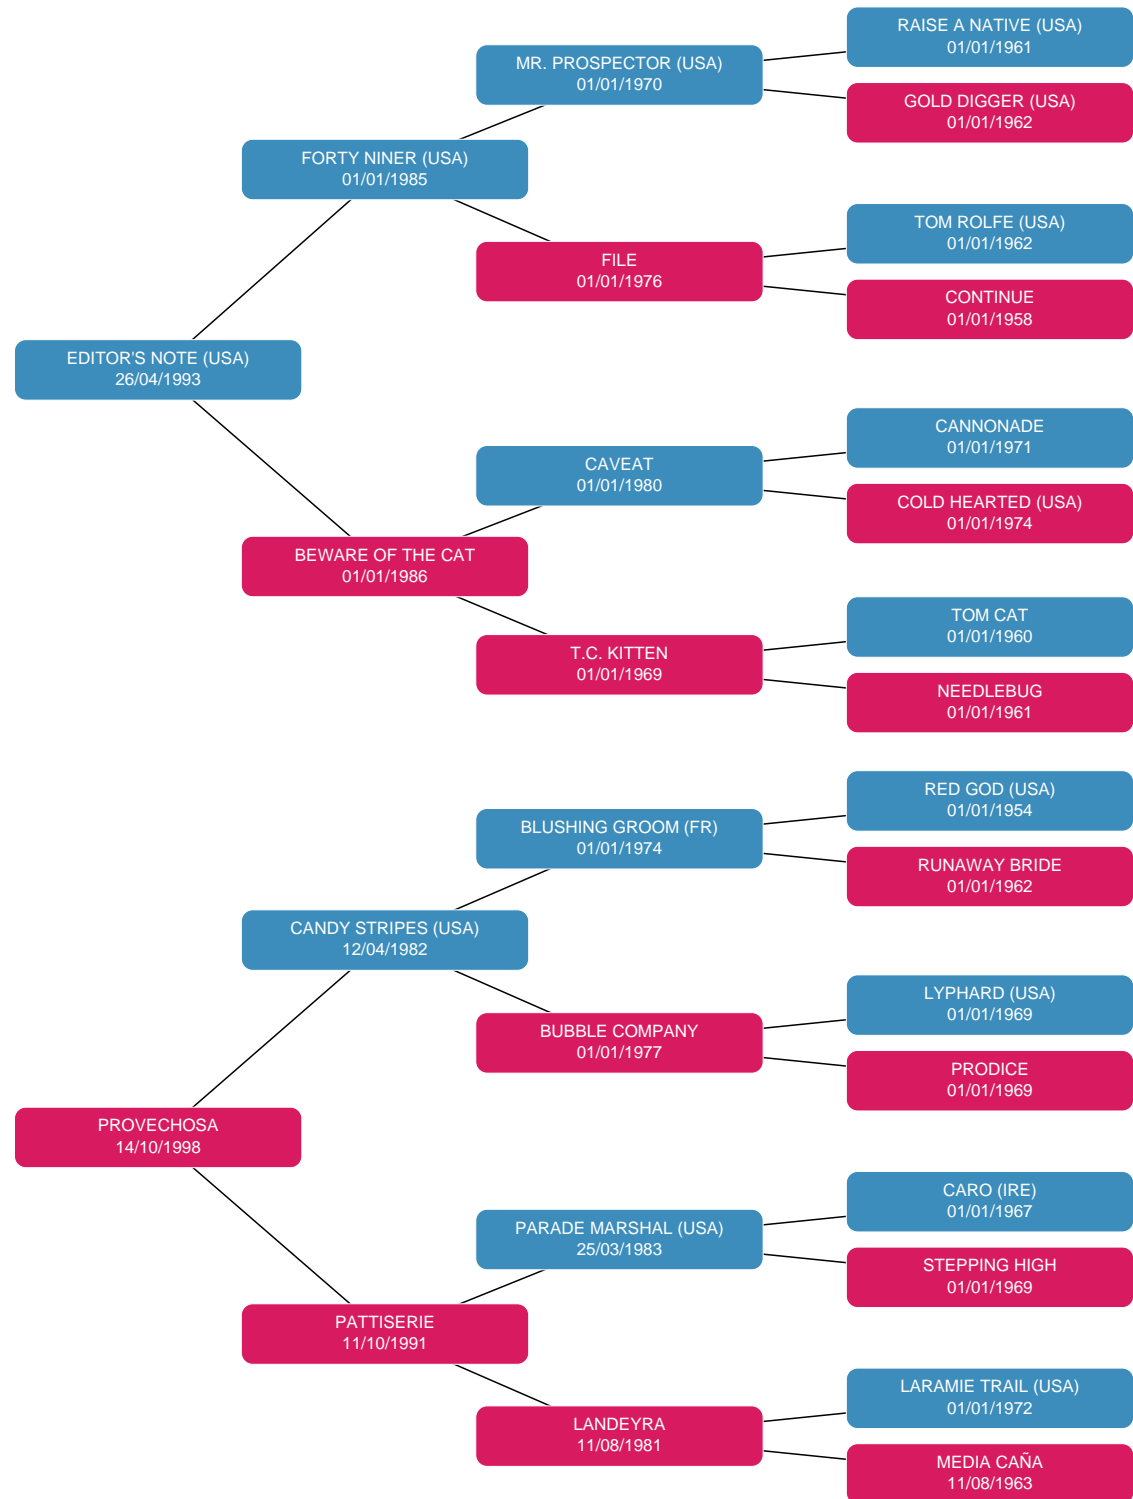 RAISE A NATIVE (USA)
01/01/1961
MR. PROSPECTOR (USA)
01/01/1970
GOLD DIGGER (USA)
01/01/1962
FORTY NINER (USA)
01/01/1985
TOM ROLFE (USA)
01/01/1962
FILE
01/01/1976
CONTINUE
01/01/1958
EDITOR'S NOTE (USA)
26/04/1993
CANNONADE
01/01/1971
CAVEAT
01/01/1980
COLD HEARTED (USA)
01/01/1974
BEWARE OF THE CAT
01/01/1986
TOM CAT
01/01/1960
T.C. KITTEN
01/01/1969
NEEDLEBUG
01/01/1961
RED GOD (USA)
01/01/1954
BLUSHING GROOM (FR)
01/01/1974
RUNAWAY BRIDE
01/01/1962
CANDY STRIPES (USA)
12/04/1982
LYPHARD (USA)
01/01/1969
BUBBLE COMPANY
01/01/1977
PRODICE
01/01/1969
PROVECHOSA
14/10/1998
CARO (IRE)
01/01/1967
PARADE MARSHAL (USA)
25/03/1983
STEPPING HIGH
01/01/1969
PATTISERIE
11/10/1991
LARAMIE TRAIL (USA)
01/01/1972
LANDEYRA
11/08/1981
MEDIA CAÑA
11/08/1963